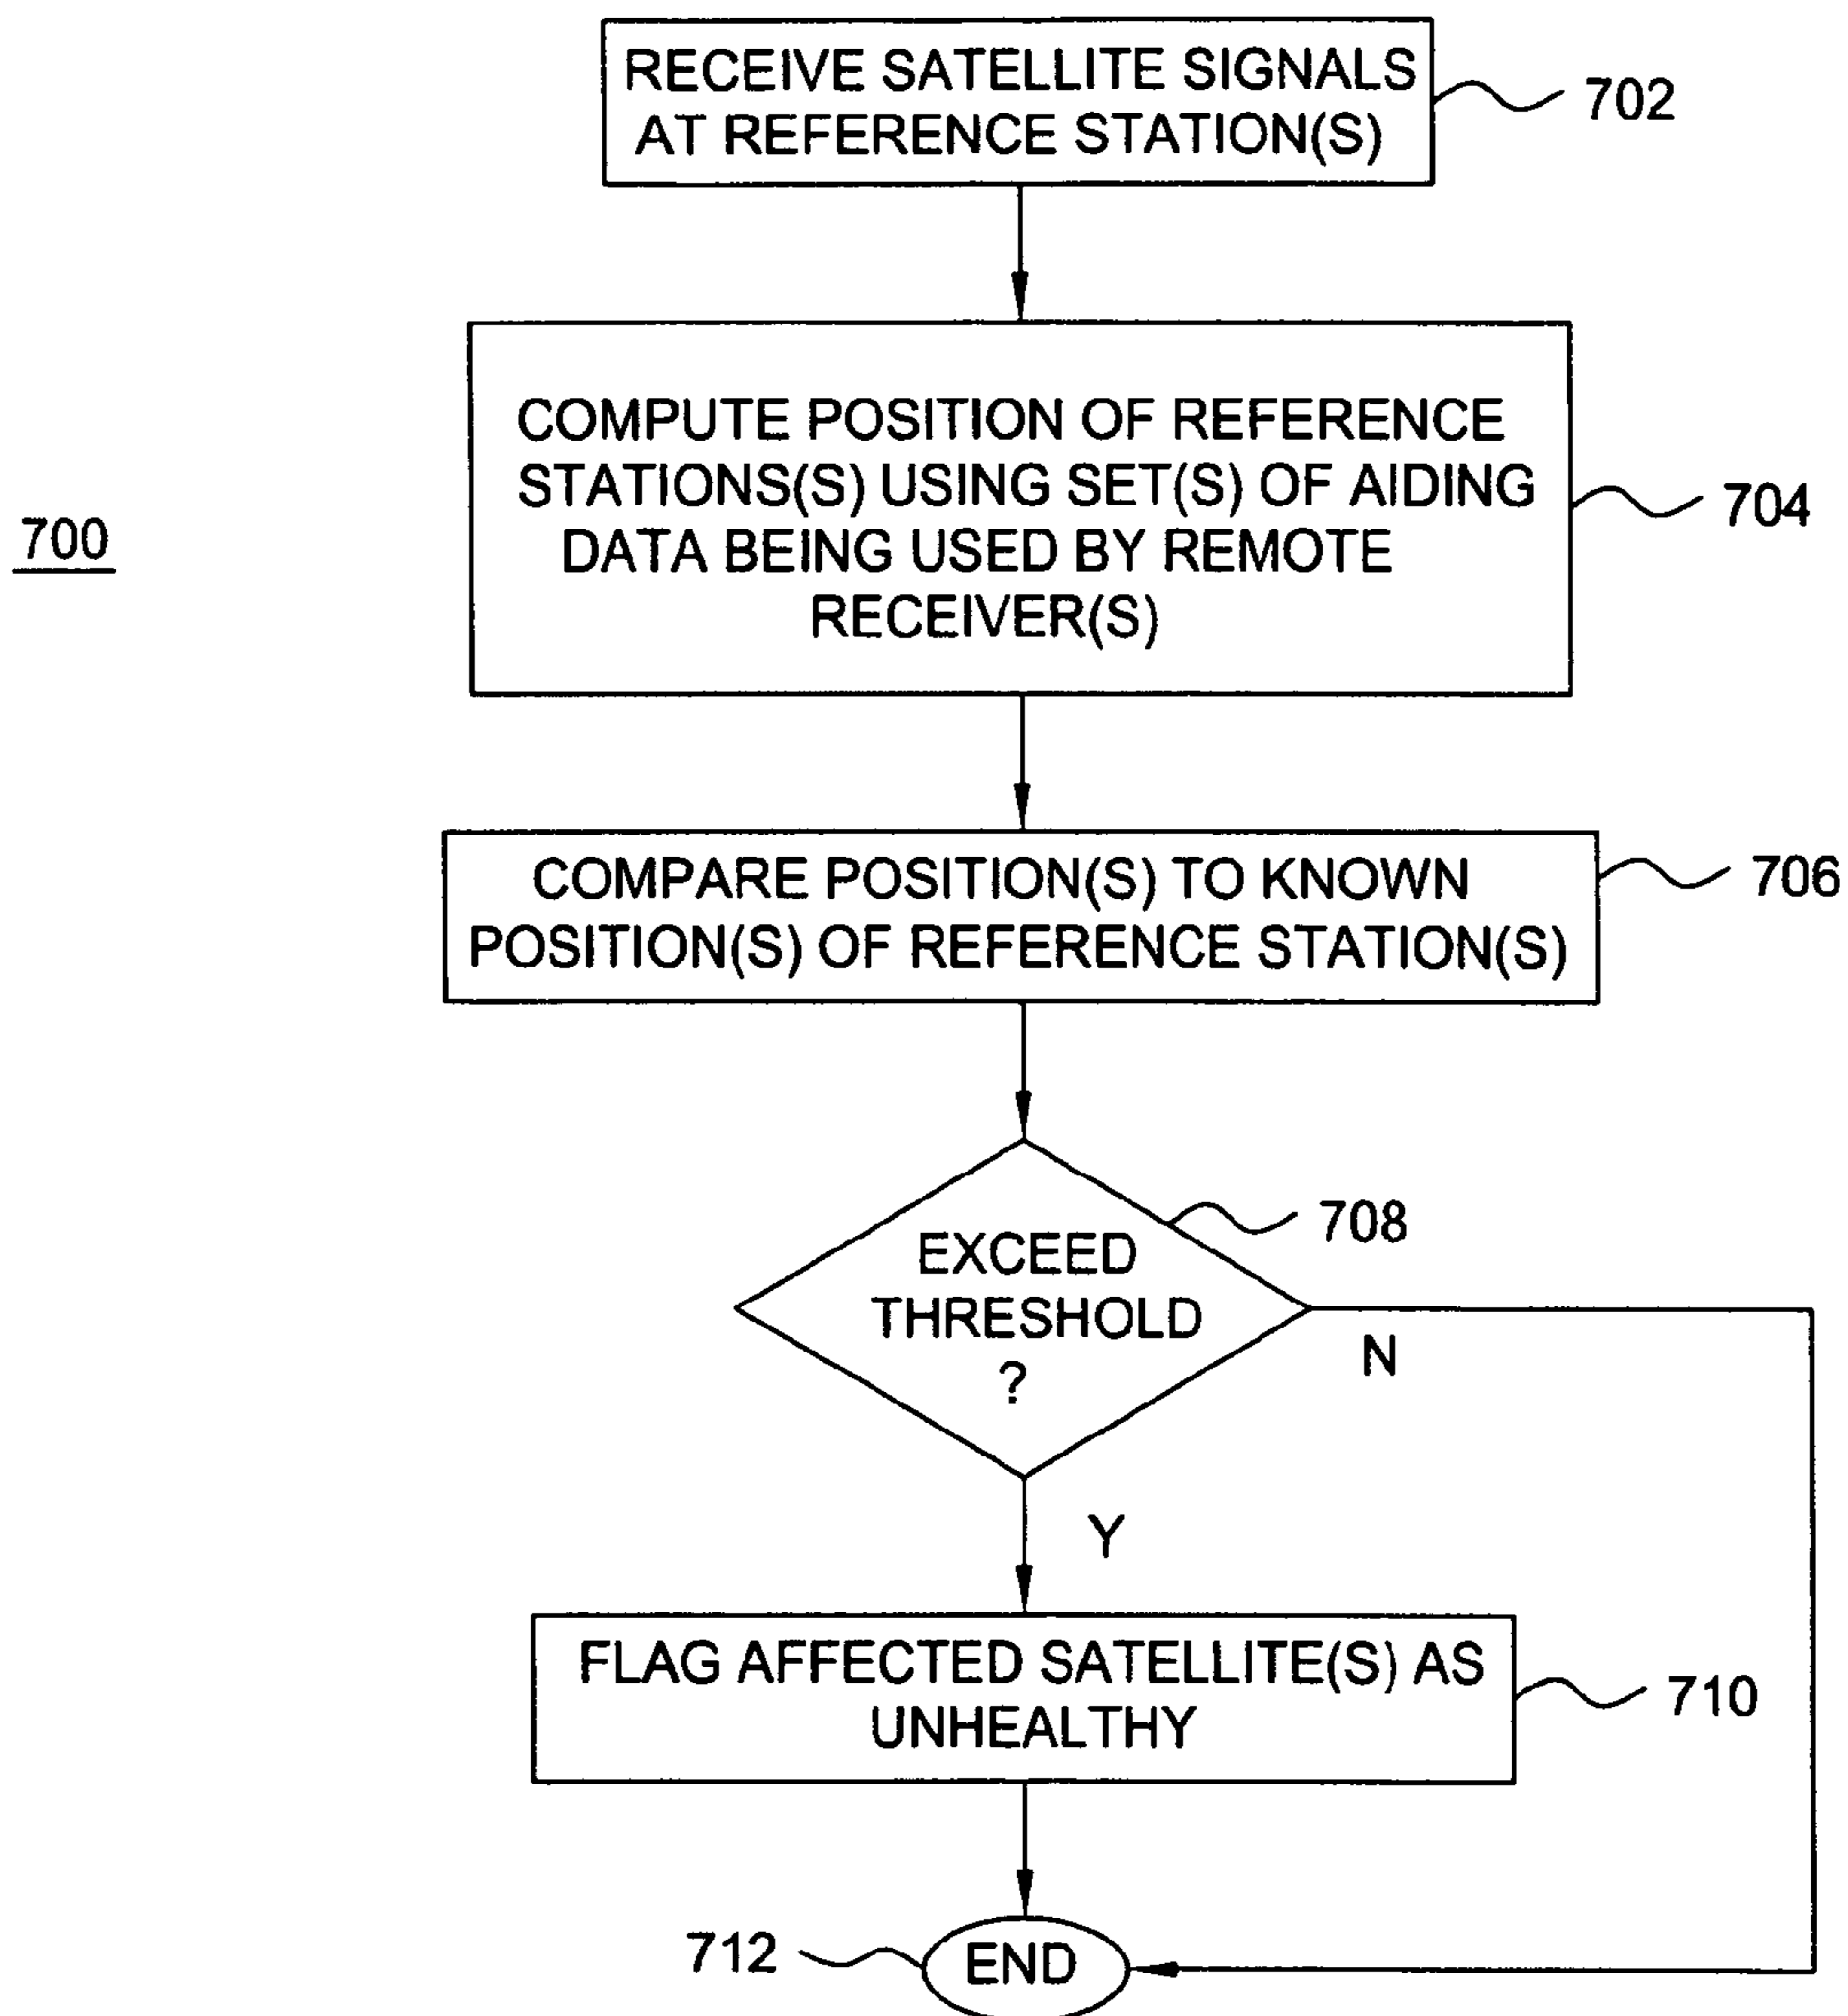 RECEIVE SATELLITE SIGNALS
AT REFERENCE STATION(S)
702
COMPUTE POSITION OF REFERENCE
STATIONS(S) USING SET(S) OF AIDING
DATA BEING USED BY REMOTE
RECEIVER(S)
704
700
COMPARE POSITION(S) TO KNOWN
POSITION(S) OF REFERENCE STATION(S)
706
708
EXCEED
THRESHOLD
?
N
Y
FLAG AFFECTED SATELLITE(S) AS
UNHEALTHY
710
712
END